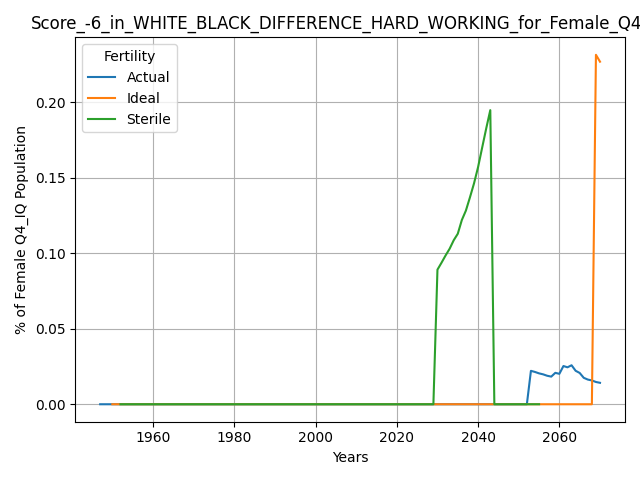 Score_-6_in_WHITE_BLACK_DIFFERENCE_HARD_WORKING_for_Female_Q4
Fertility
Actual
Ideal
Sterile
% of Female Q4_IQ Population
0.20
0.15
0.10
0.05
0.00
1960 1980 2000 2020 2040 2060
Years